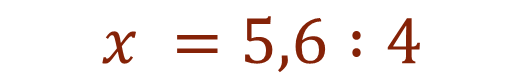 x = 5,6 : 4